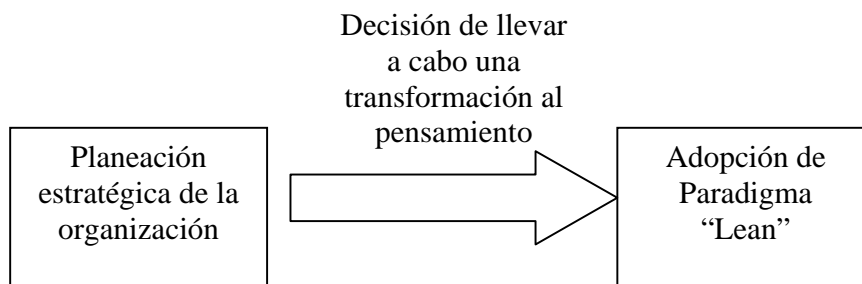 Decisión de llevar
a cabo una
transformación al
pensamiento
Planeación
estratégica de la
organización
Adopción de
Paradigma
“Lean”